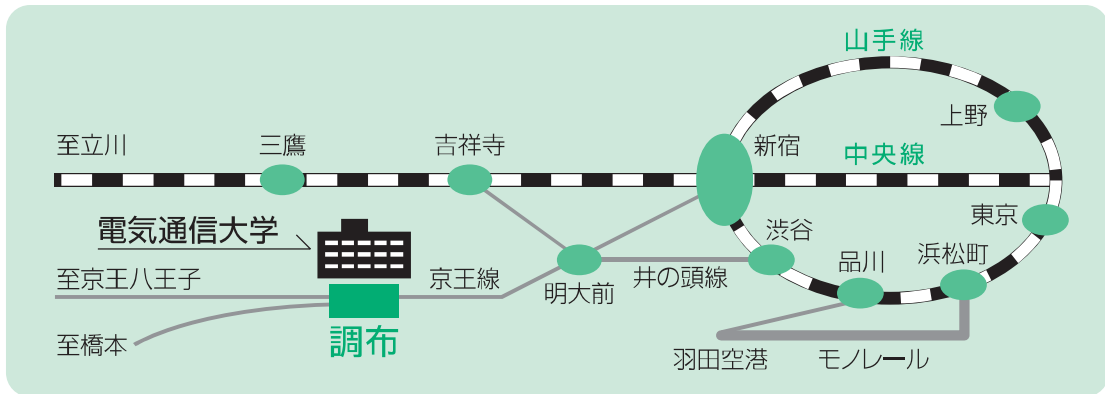 山手線
上野
至立川
三鷹
吉祥寺
新宿
中央線
電気通信大学
東京
渋谷
品川
浜松町
至京王八王子
京王線
明大前
井の頭線
至橋本
調布
羽田空港
モノレール